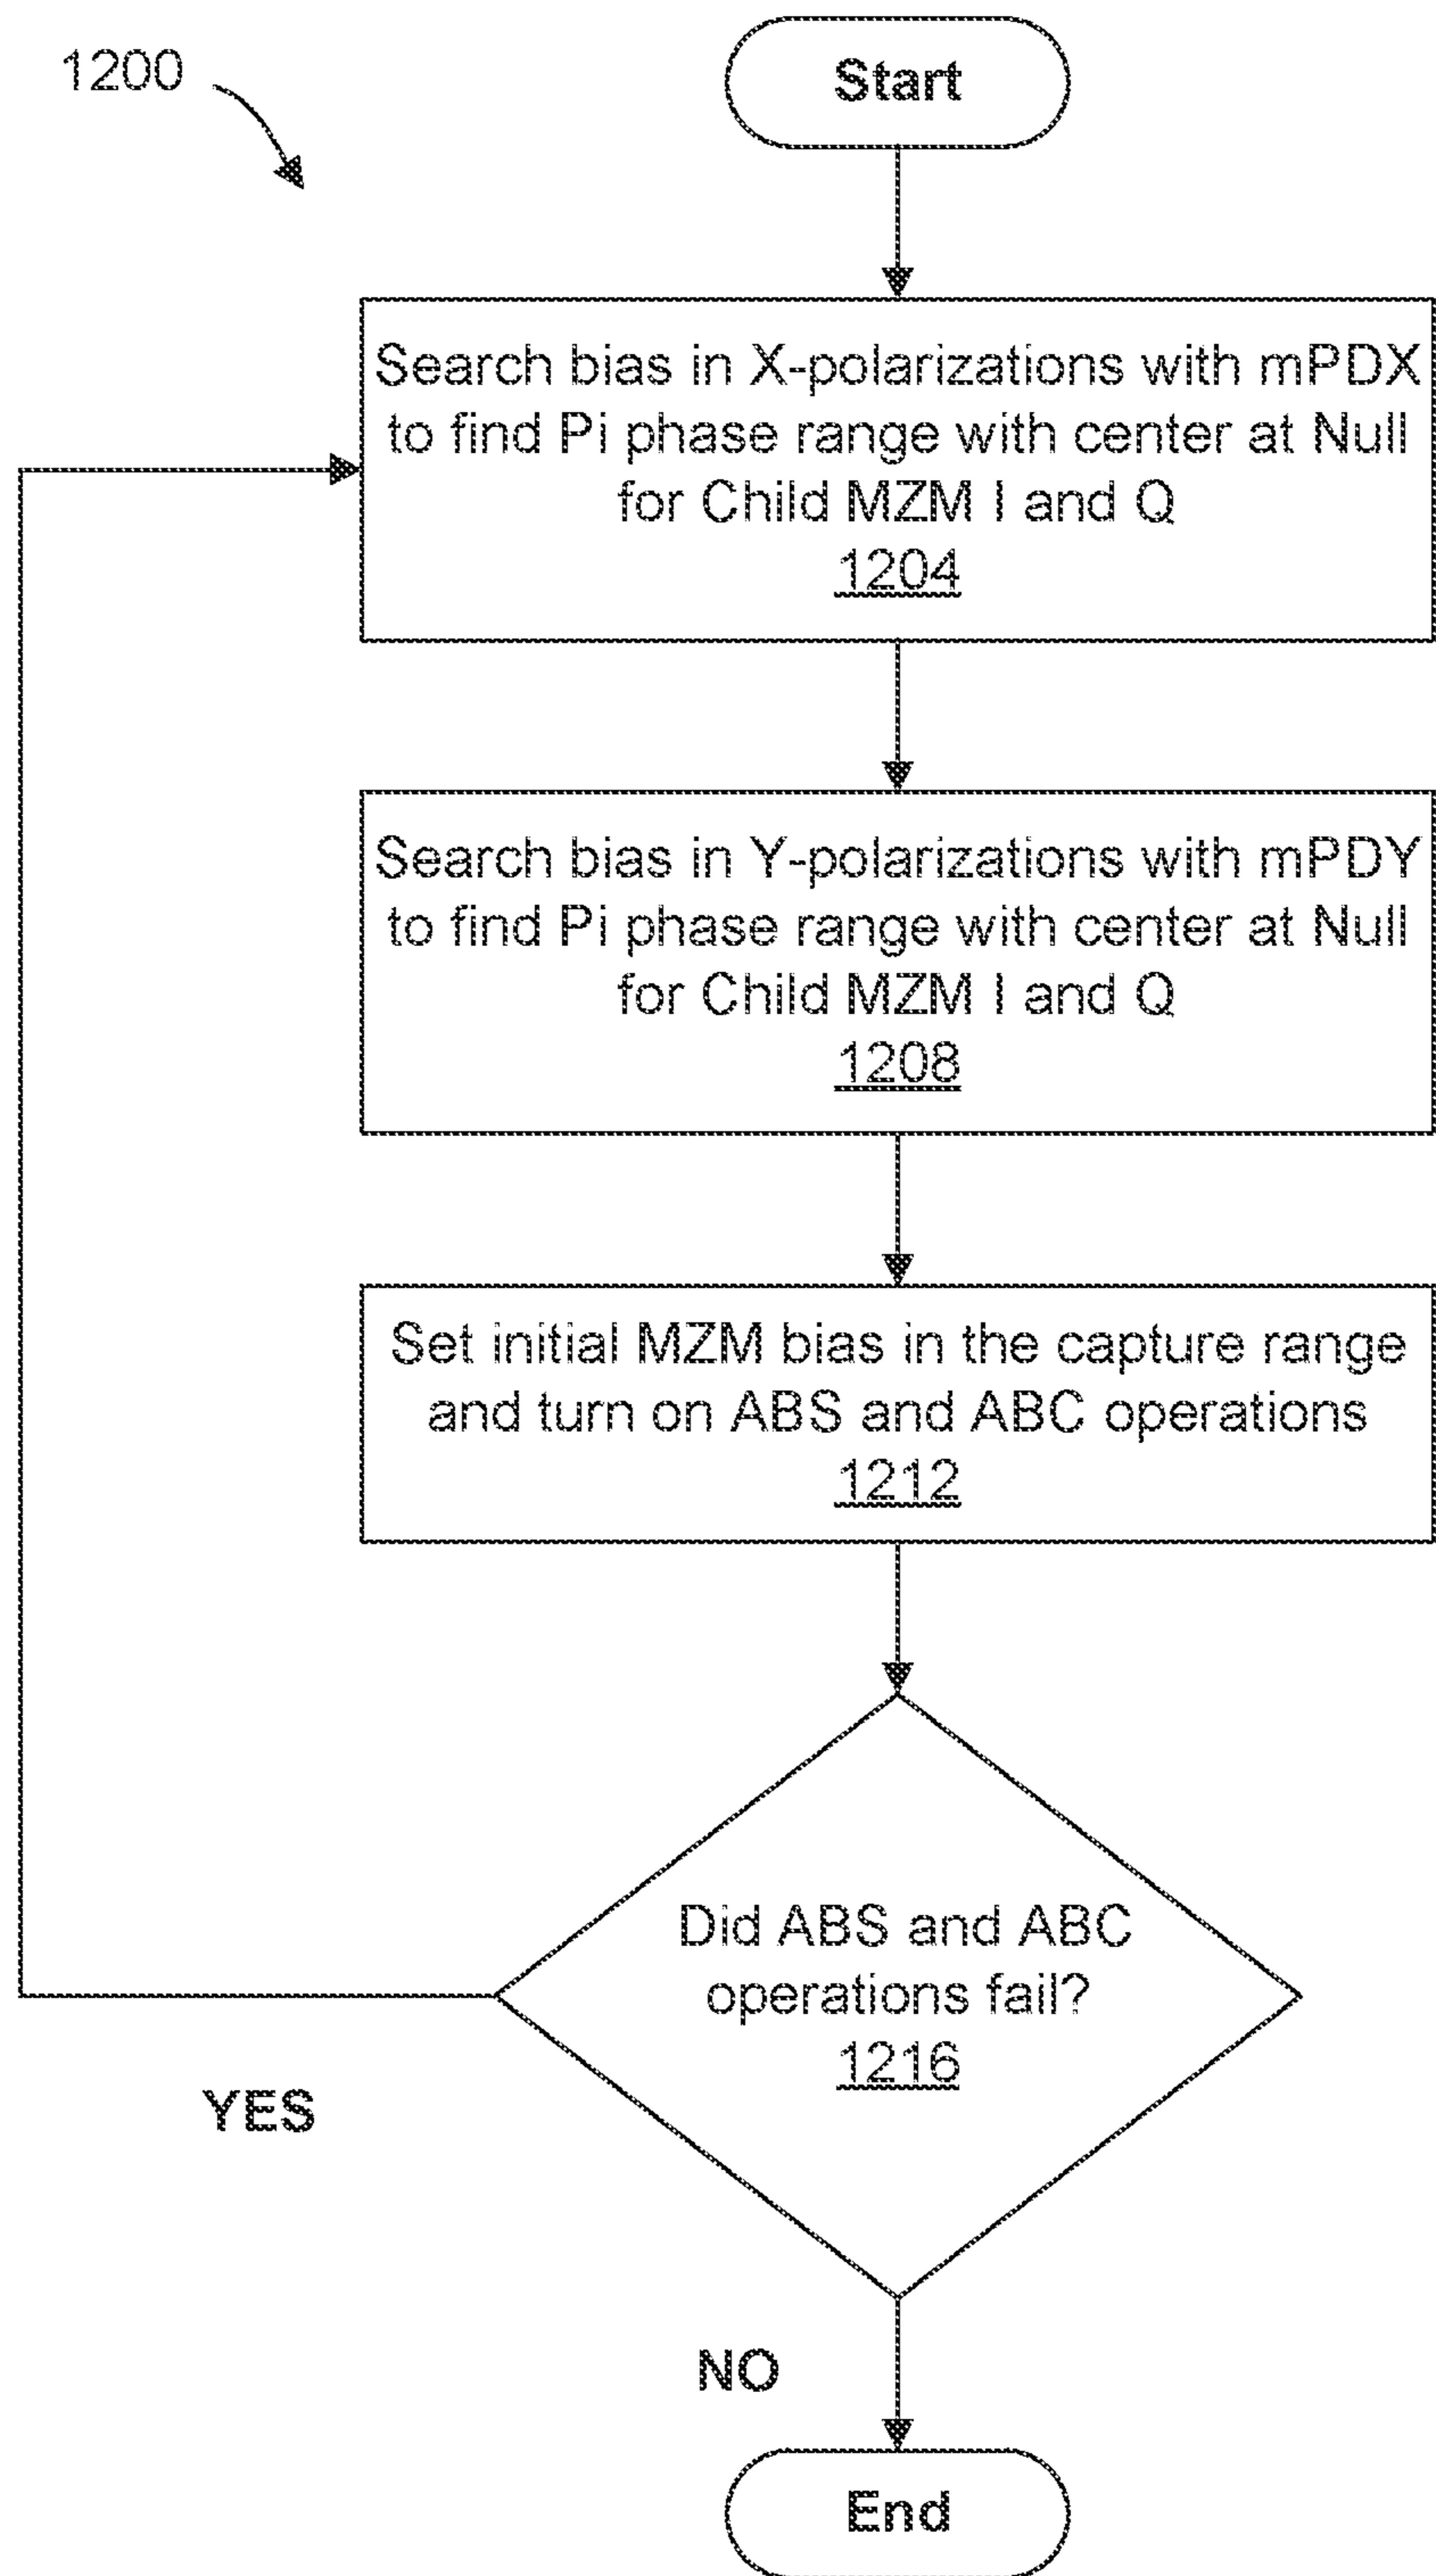 1200
Start
Search bias in X-polarizations with mPDX
to find Pi phase range with center at Null
for Child MZM I and Q
1204
Search bias in Y-polarizations with mPDY
to find Pi phase range with center at Null
for Child MZM I and Q
1208
Set initial MZM bias in the capture range
and turn on ABS and ABC operations
1212
Did ABS and ABC
operations fail?
1216
YES
NO
End